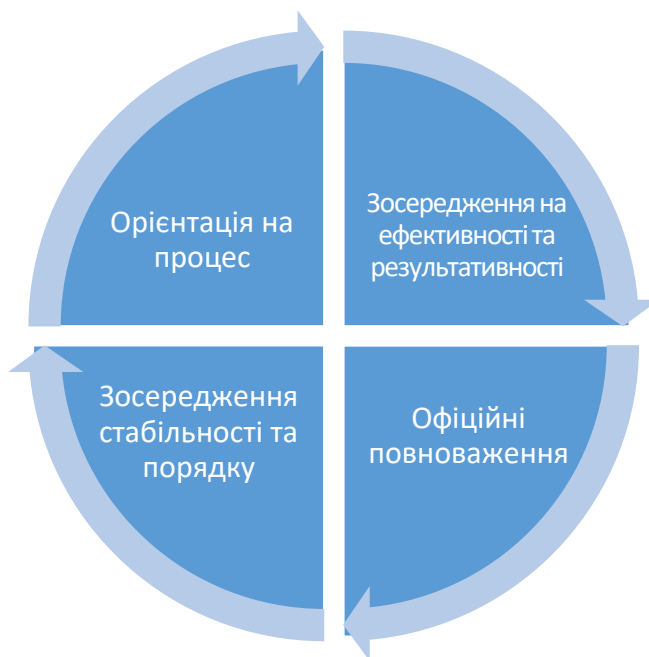 Орієнтація на
процес
Зосередження на
ефективності та
результативності
Зосередження
стабільності та
порядку
Офіційні
повноваження